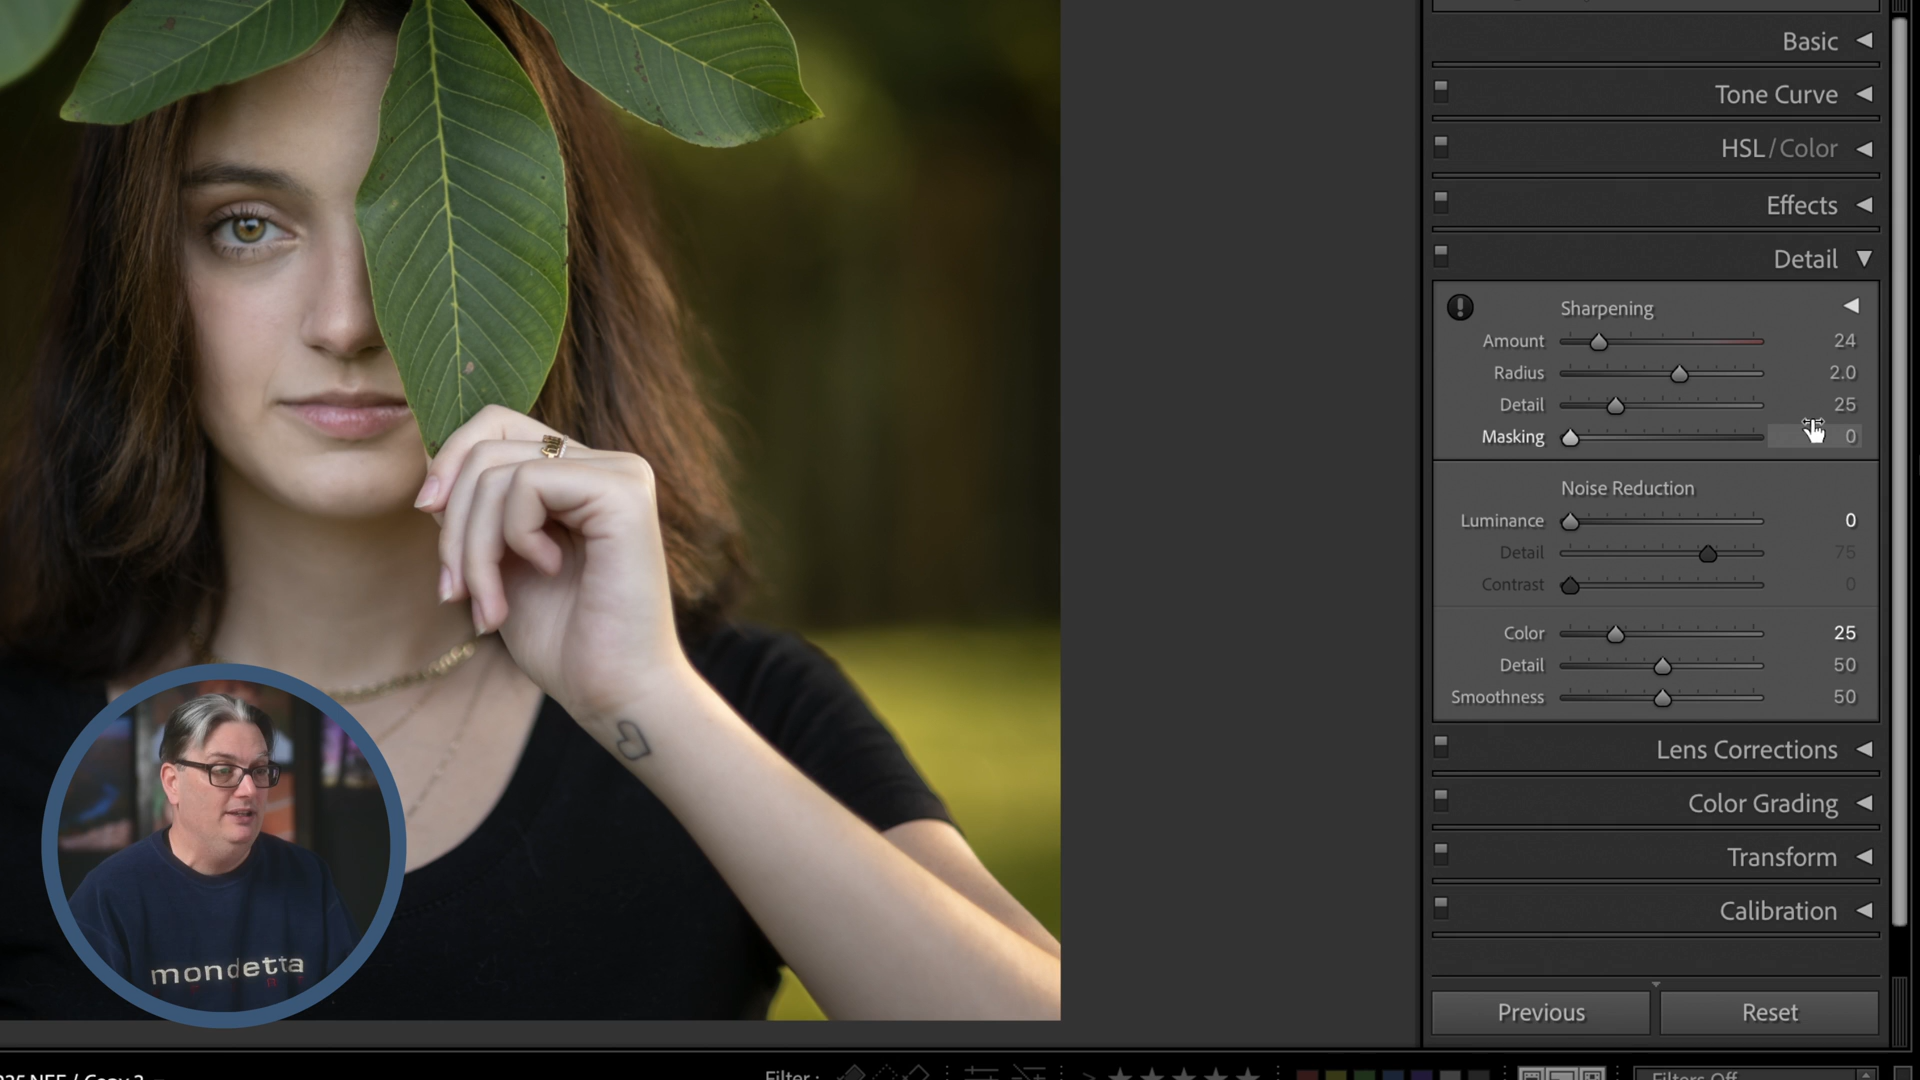 Basic
Tone Curve
HSL / Color
Effects
Detail
Sharpening
Amount 24
Radius 2.0
Detail 25
Masking 0
Noise Reduction
Luminance 0
Detail 75
Contrast 0
Color 25
Detail 50
Smoothness 50
Lens Corrections
Color Grading
Transform
Calibration
Previous Reset
mondetta
Filter :
Filters Off